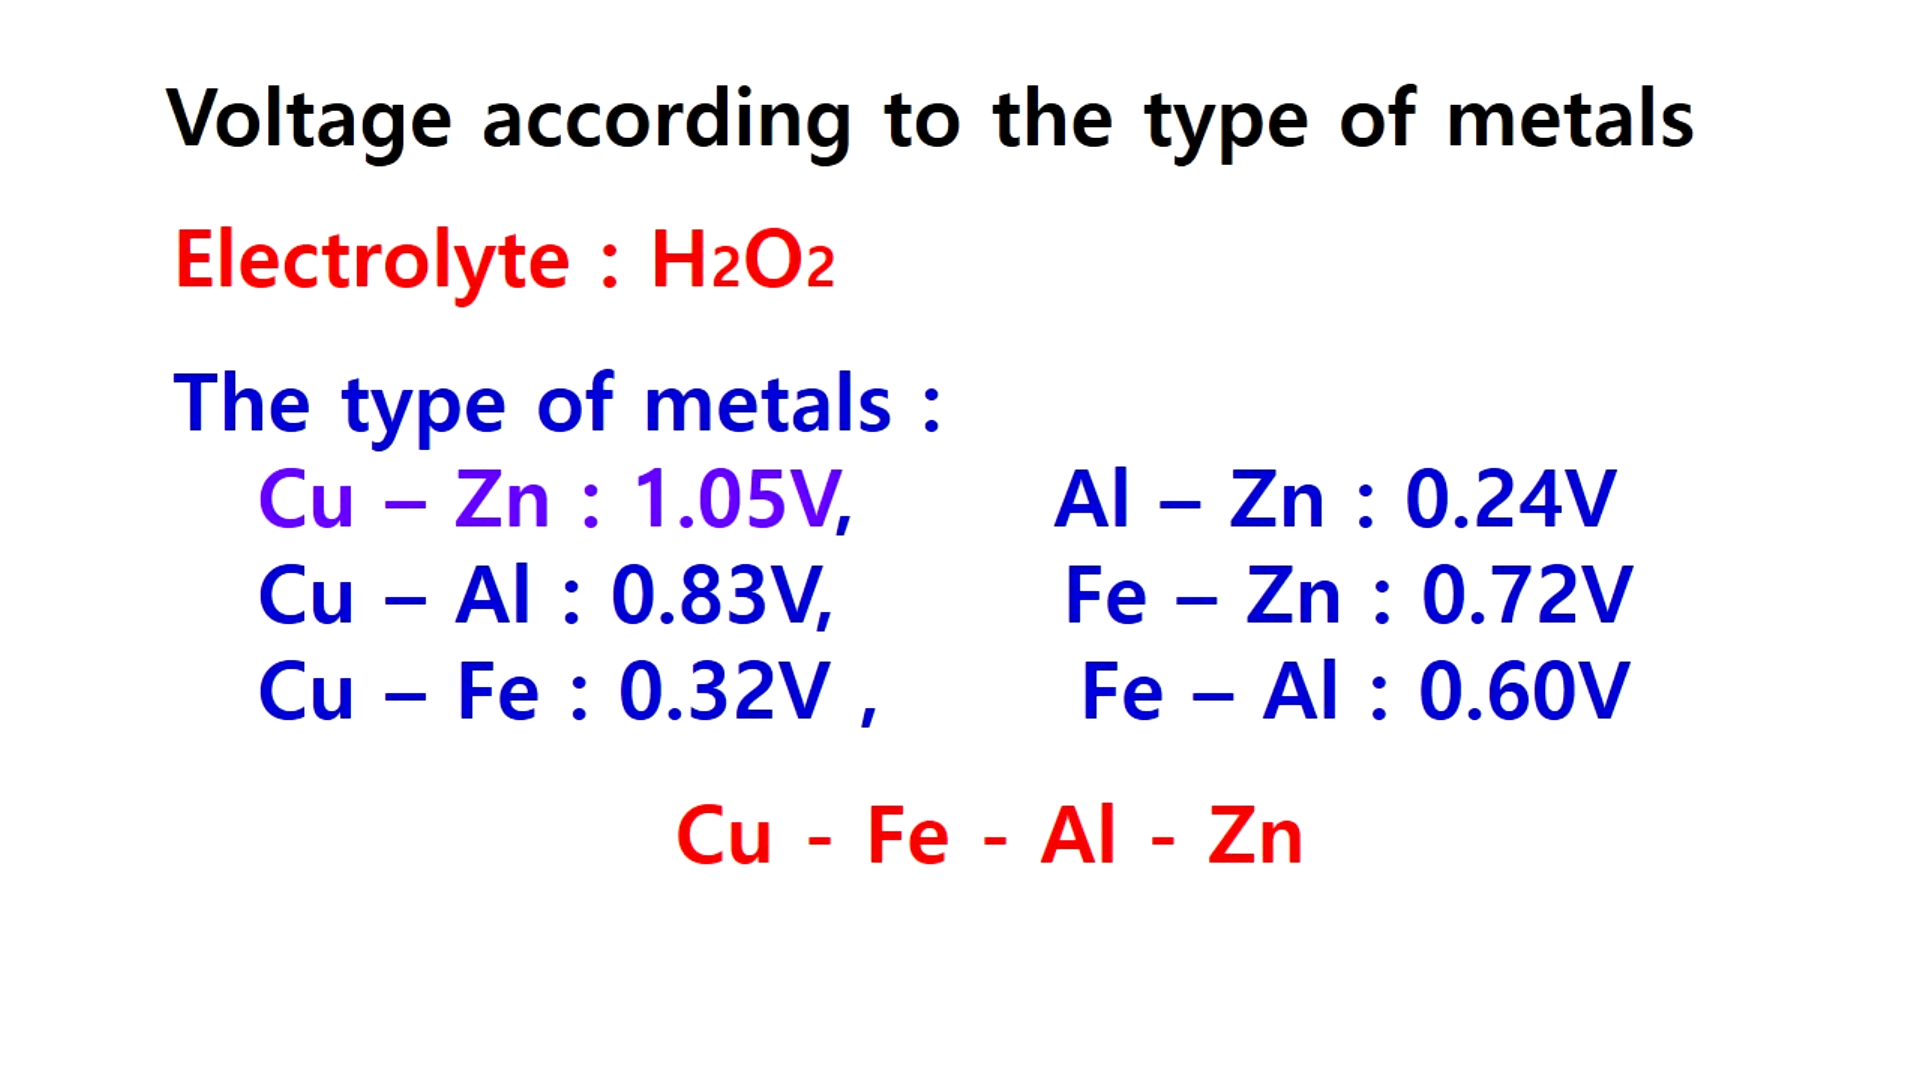 Voltage according to the type of metals
Electrolyte : H2O2
The type of metals :
Cu – Zn : 1.05V, Al – Zn : 0.24V
Cu – Al : 0.83V, Fe – Zn : 0.72V
Cu – Fe : 0.32V , Fe – Al : 0.60V
Cu - Fe - Al - Zn